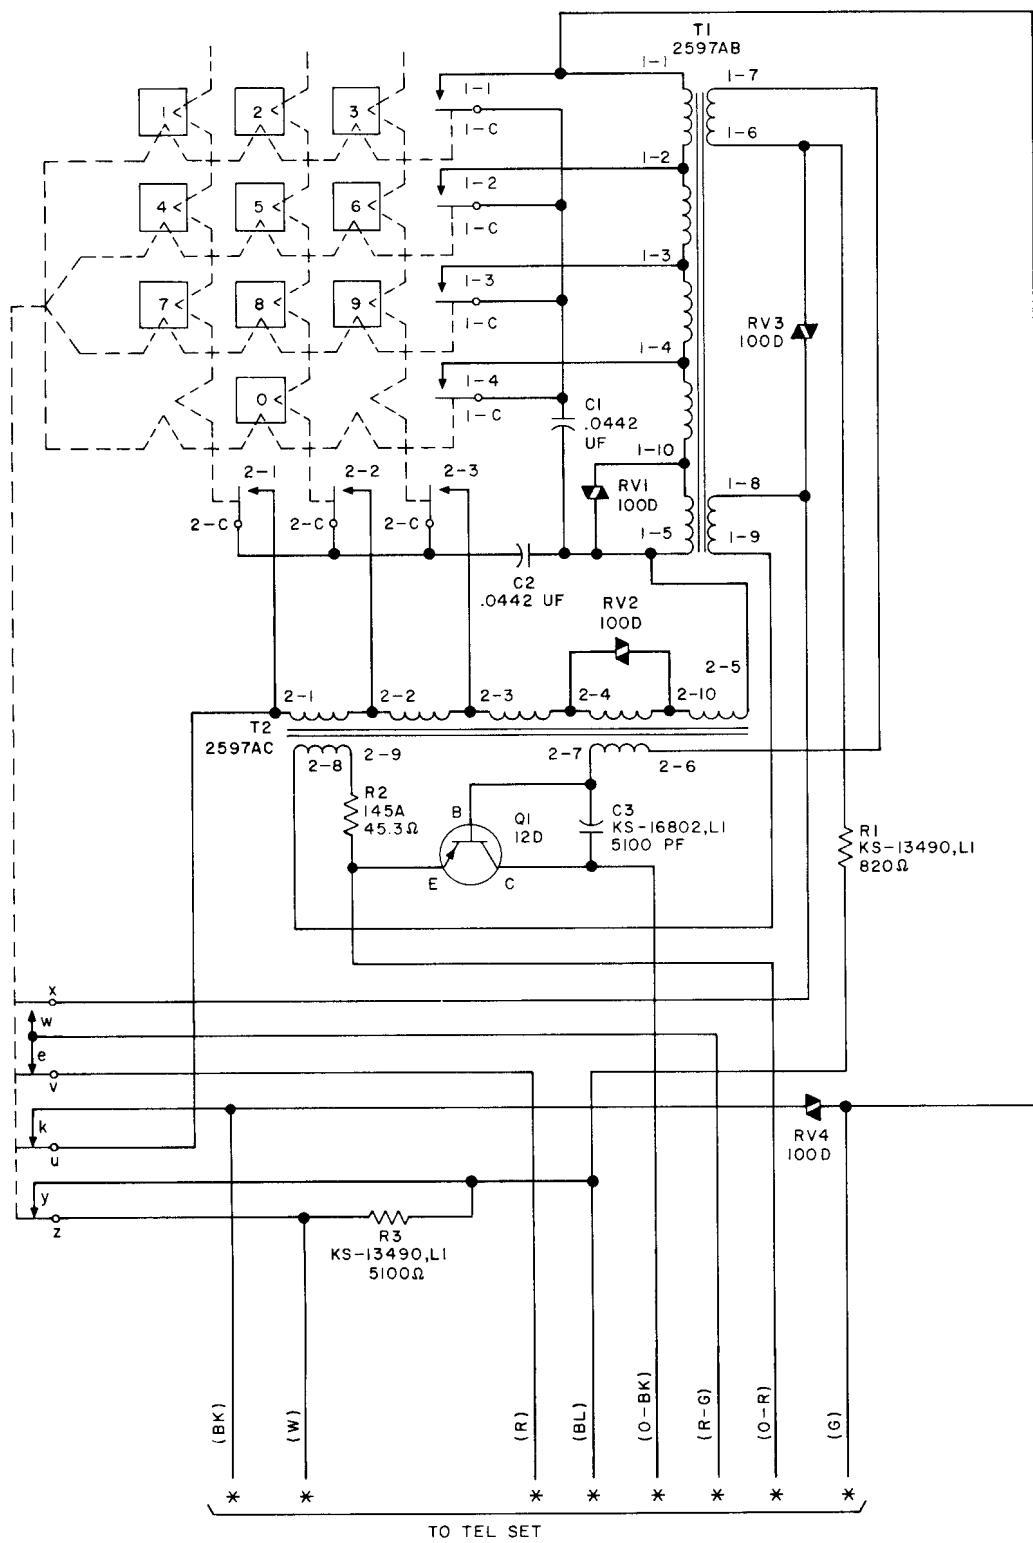 T1
2597AB
1-1
1-7
1
2
3
1-1
1-C
1-6
1-2
4
5
6
1-2
1-C
1-3
7
8
9
1-3
1-C
RV3
100D
1-4
0
1-4
1-C
C1
.0442
UF
1-10
2-1
2-2
2-3
RV1
100D
1-8
2-C
2-C
2-C
1-5
1-9
C2
.0442 UF
RV2
100D
2-5
2-1
2-2
2-3
2-4
2-10
T2
2597AC
2-8
2-9
2-7
2-6
R2
145A
45.3Ω
B
Q1
12D
C3
KS-16802,L1
5100 PF
E
C
R1
KS-13490,L1
820Ω
x
w
e
v
k
u
RV4
100D
y
z
R3
KS-13490,L1
5100Ω
(BK)
(W)
(R)
(BL)
(O-BK)
(R-G)
(O-R)
(G)
* * * * * * * *
TO TEL SET